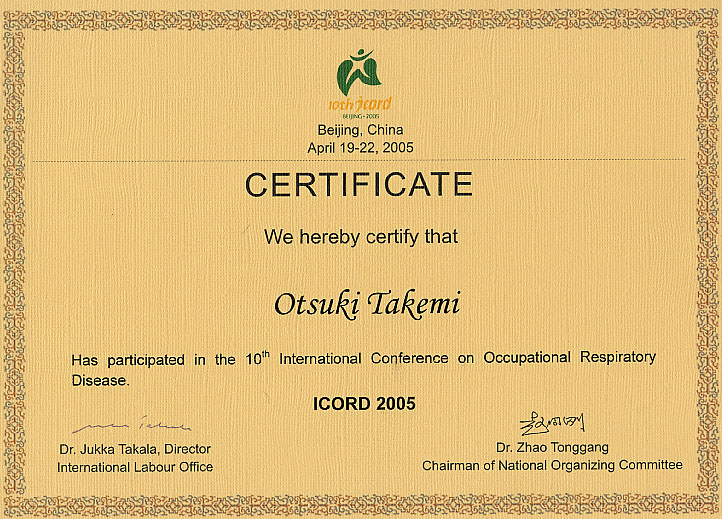 10th icord
BEIJING · 2005
Beijing, China
April 19-22, 2005
CERTIFICATE
We hereby certify that
Otsuki Takemi
Has participated in the 10th International Conference on Occupational Respiratory
Disease.
ICORD 2005
Dr. Jukka Takala, Director
International Labour Office
Dr. Zhao Tonggang
Chairman of National Organizing Committee